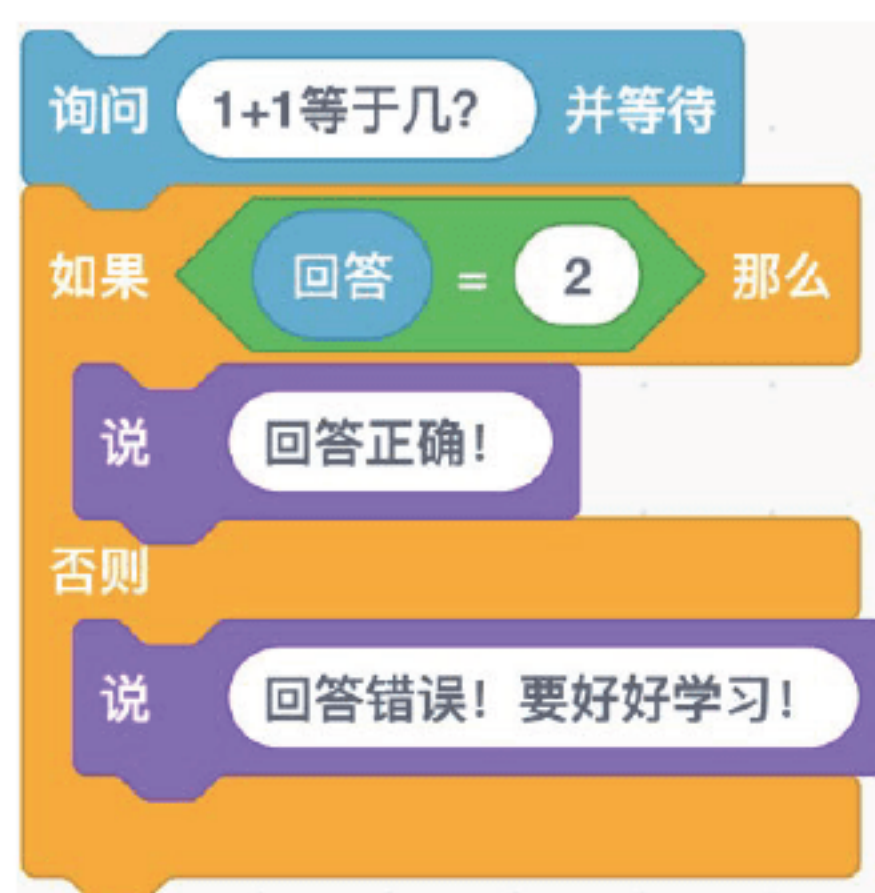 询问 1+1等于几? 并等待
如果 回答 = 2 那么
说 回答正确!
否则
说 回答错误! 要好好学习!